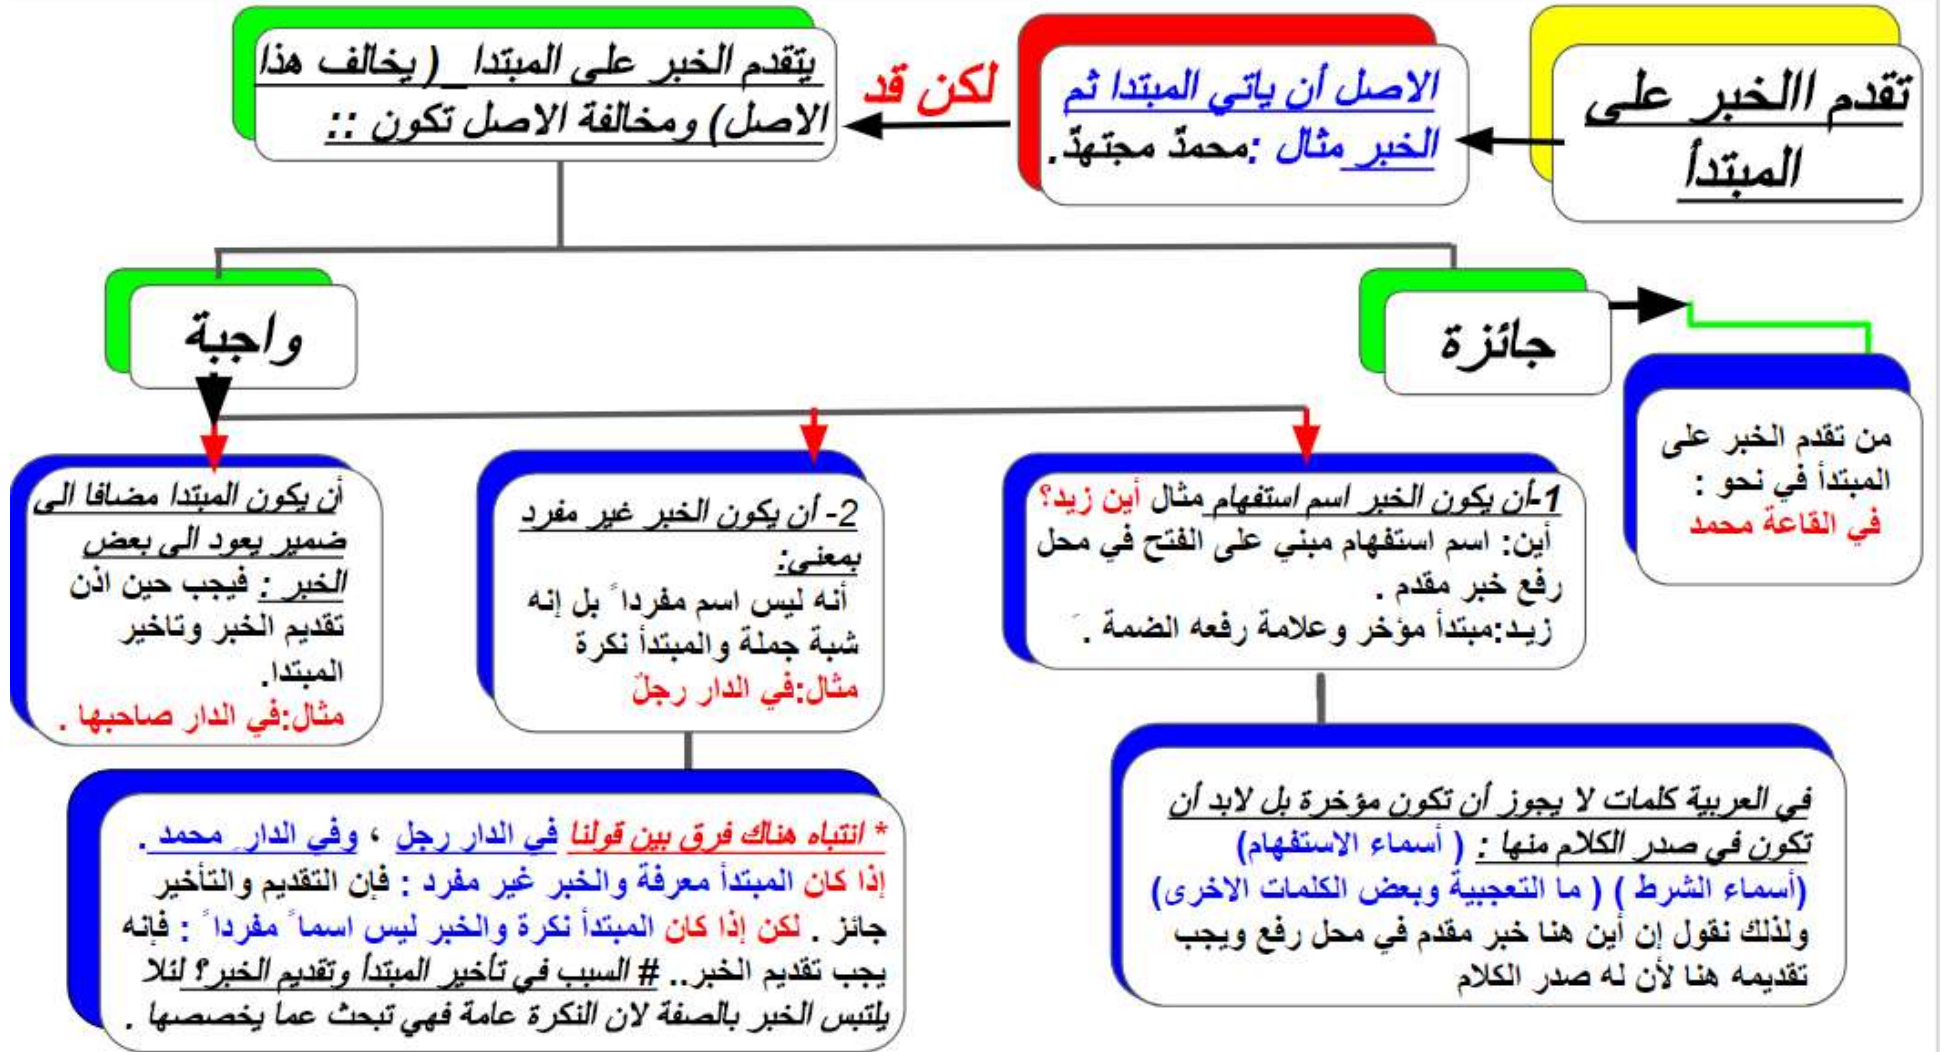 تقدم االخبر على
المبتدأ
الاصل أن ياتي المبتدا ثم
الخبر مثال :محمدٌ مجتهدٌ.
لكن قد
يتقدم الخبر على المبتدا_( يخالف هذا
الاصل) ومخالفة الاصل تكون ::
جائزة
واجبة
من تقدم الخبر على
المبتدأ في نحو :
في القاعة محمد
1-أن يكون الخبر اسم استفهام مثال أين زيد؟
أين: اسم استفهام مبني على الفتح في محل
رفع خبر مقدم .
زيـد:مبتدأ مؤخر وعلامة رفعه الضمة .َ
2- أن يكون الخبر غير مفرد
بمعنى:
أنه ليس اسم مفردا ً بل إنه
شبة جملة والمبتدأ نكرة
مثال:في الدار رجلٌ
أن يكون المبتدا مضافا الى
ضمير يعود الى بعض
الخبر : فيجب حين اذن
تقديم الخبر وتاخير
المبتدا.
مثال:في الدار صاحبها .
في العربية كلمات لا يجوز أن تكون مؤخرة بل لابد أن
تكون في صدر الكلام منها : ( أسماء الاستفهام)
(أسماء الشرط ) ( ما التعجبية وبعض الكلمات الاخرى)
ولذلك نقول إن أين هنا خبر مقدم في محل رفع ويجب
تقديمه هنا لأن له صدر الكلام
* انتباه هناك فرق بين قولنا في الدار رجل ، وفي الدارِ محمد .
إذا كان المبتدأ معرفة والخبر غير مفرد : فإن التقديم والتأخير
جائز . لكن إذا كان المبتدأ نكرة والخبر ليس اسما ً مفردا ً : فإنه
يجب تقديم الخبر.. # السبب في تأخير المبتدأ وتقديم الخبر؟ لئلا
يلتبس الخبر بالصفة لان النكرة عامة فهي تبحث عما يخصصها .